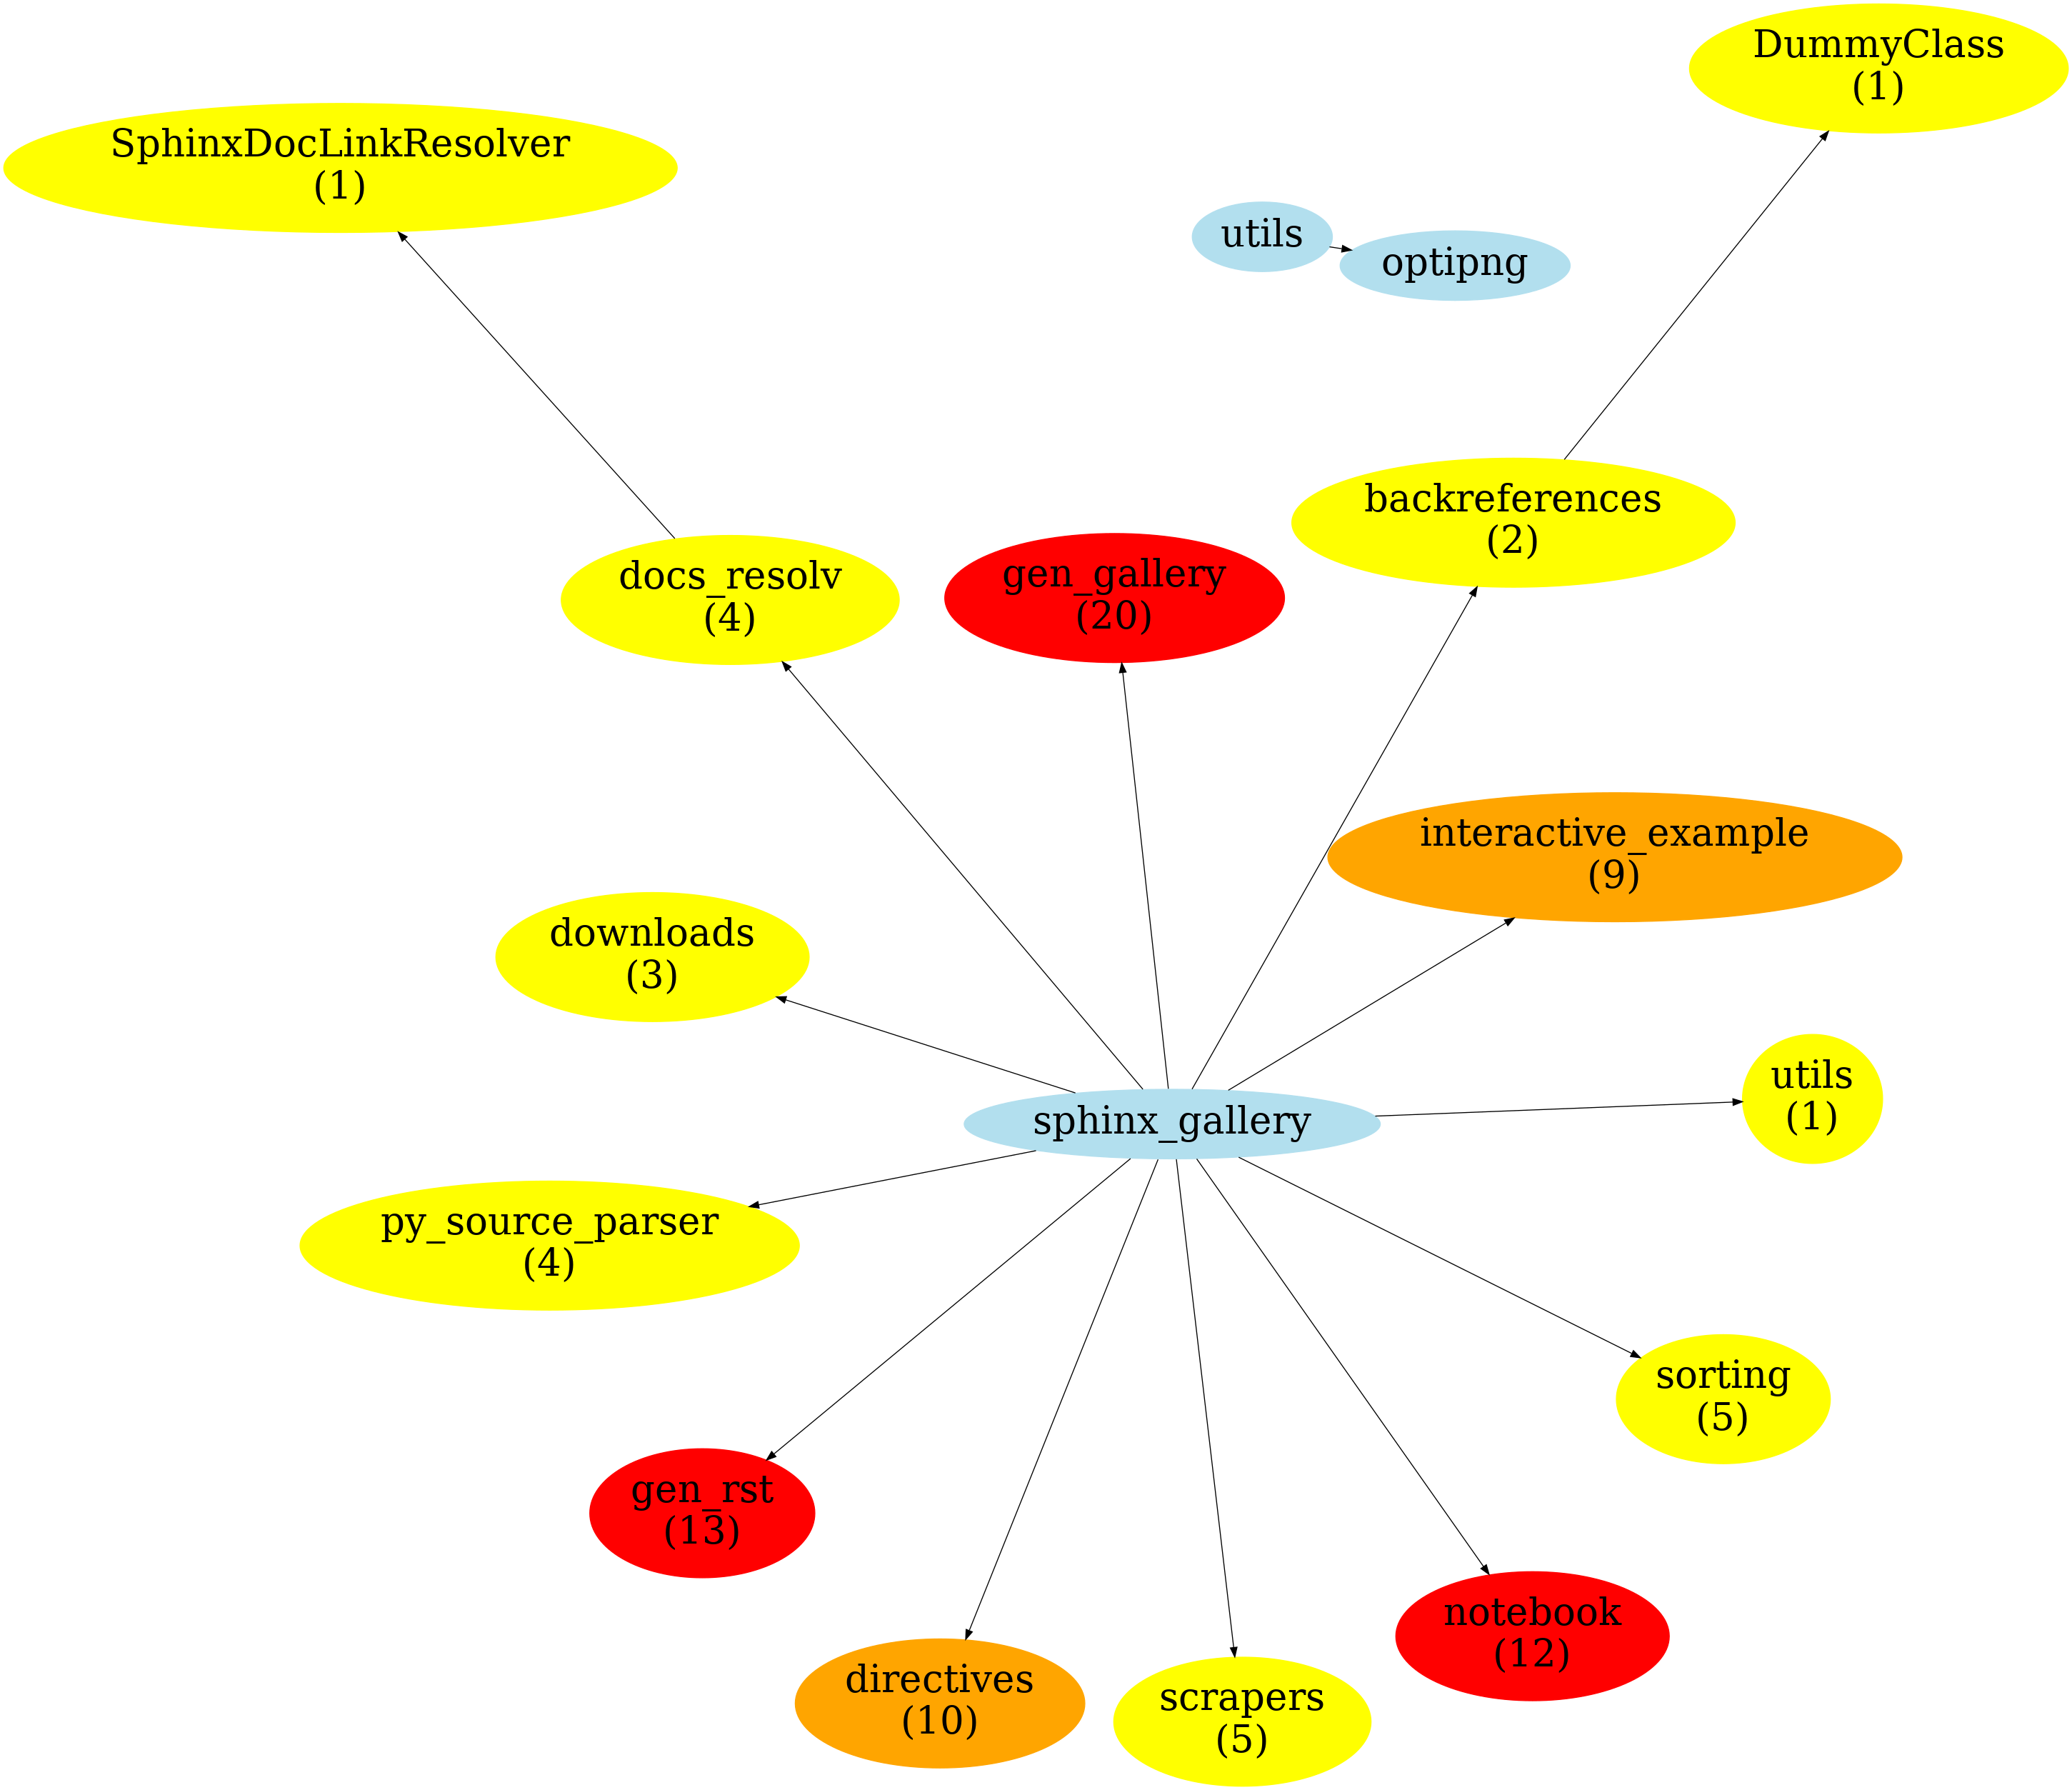 DummyClass
(1)
SphinxDocLinkResolver
(1)
utils
optipng
backreferences
(2)
docs_resolv
(4)
gen_gallery
(20)
interactive_example
(9)
downloads
(3)
utils
(1)
sphinx_gallery
py_source_parser
(4)
sorting
(5)
gen_rst
(13)
notebook
(12)
directives
(10)
scrapers
(5)